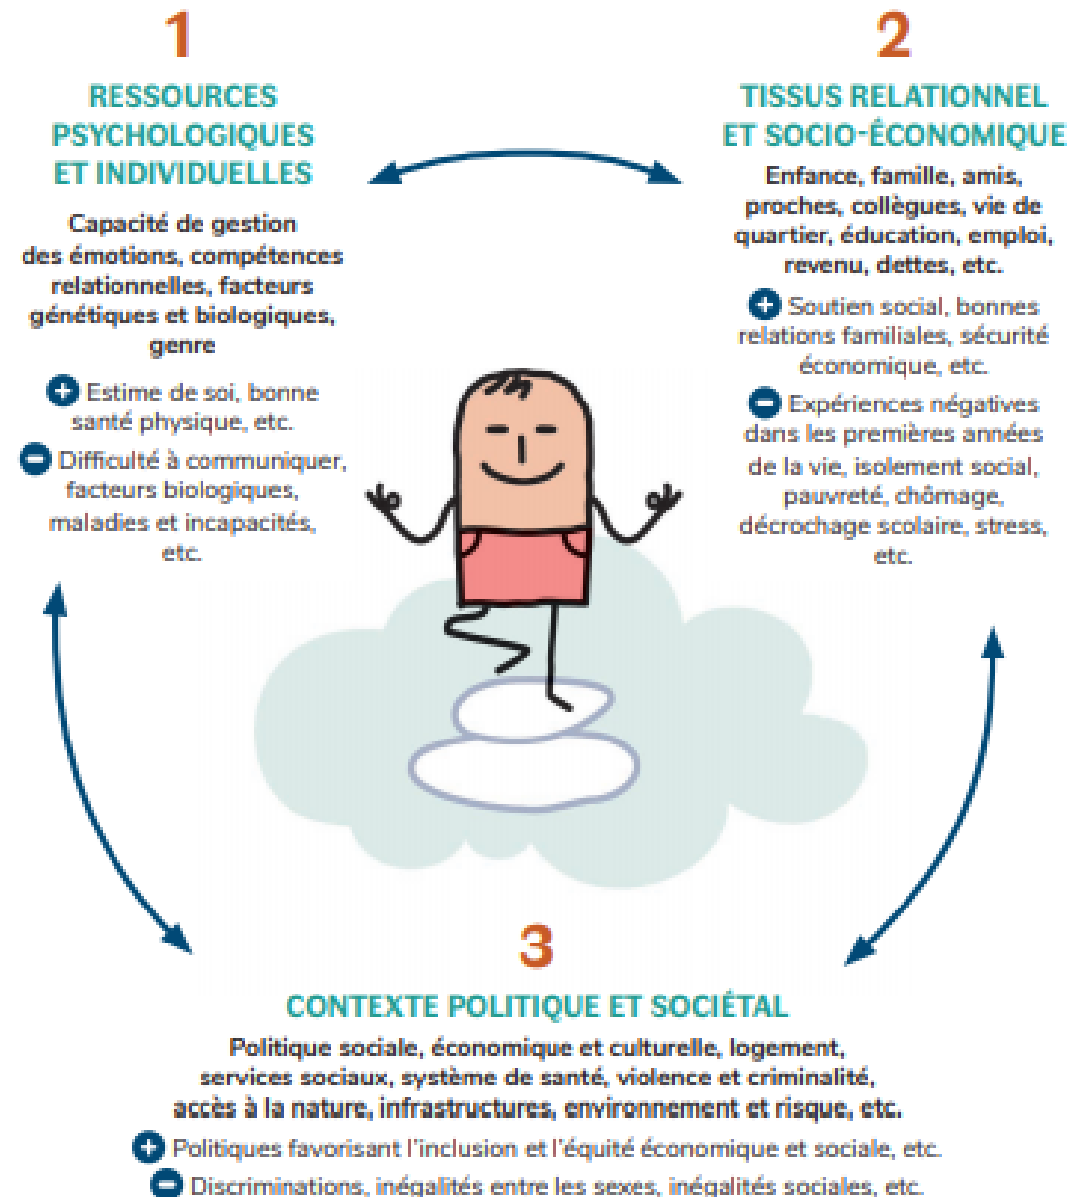 1
RESSOURCES
PSYCHOLOGIQUES
ET INDIVIDUELLES
Capacité de gestion
des émotions, compétences
relationnelles, facteurs
génétiques et biologiques,
genre
+ Estime de soi, bonne
santé physique, etc.
- Difficulté à communiquer,
facteurs biologiques,
maladies et incapacités,
etc.
2
TISSUS RELATIONNEL
ET SOCIO-ÉCONOMIQUE
Enfance, famille, amis,
proches, collègues, vie de
quartier, éducation, emploi,
revenu, dettes, etc.
+ Soutien social, bonnes
relations familiales, sécurité
économique, etc.
- Expériences négatives
dans les premières années
de la vie, isolement social,
pauvreté, chômage,
décrochage scolaire, stress,
etc.
3
CONTEXTE POLITIQUE ET SOCIÉTAL
Politique sociale, économique et culturelle, logement,
services sociaux, système de santé, violence et criminalité,
accès à la nature, infrastructures, environnement et risque, etc.
+ Politiques favorisant l'inclusion et l'équité économique et sociale, etc.
- Discriminations, inégalités entre les sexes, inégalités sociales, etc.